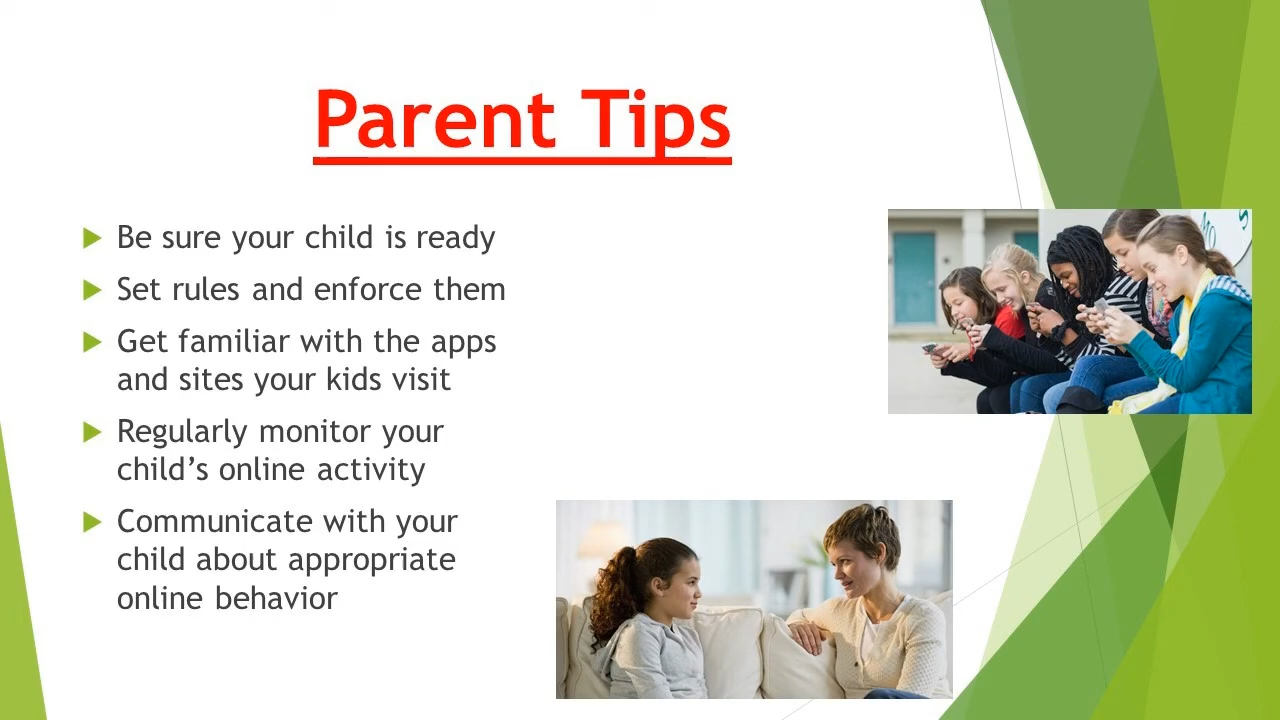 Parent Tips
Be sure your child is ready
Set rules and enforce them
Get familiar with the apps
and sites your kids visit
Regularly monitor your
child’s online activity
Communicate with your
child about appropriate
online behavior